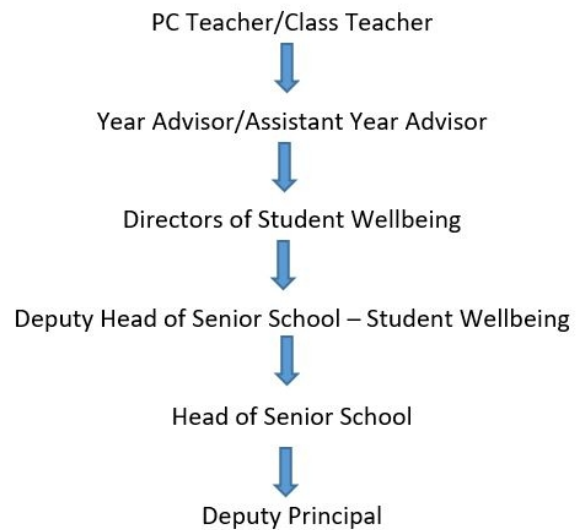 PC Teacher/Class Teacher
Year Advisor/Assistant Year Advisor
Directors of Student Wellbeing
Deputy Head of Senior School – Student Wellbeing
Head of Senior School
Deputy Principal